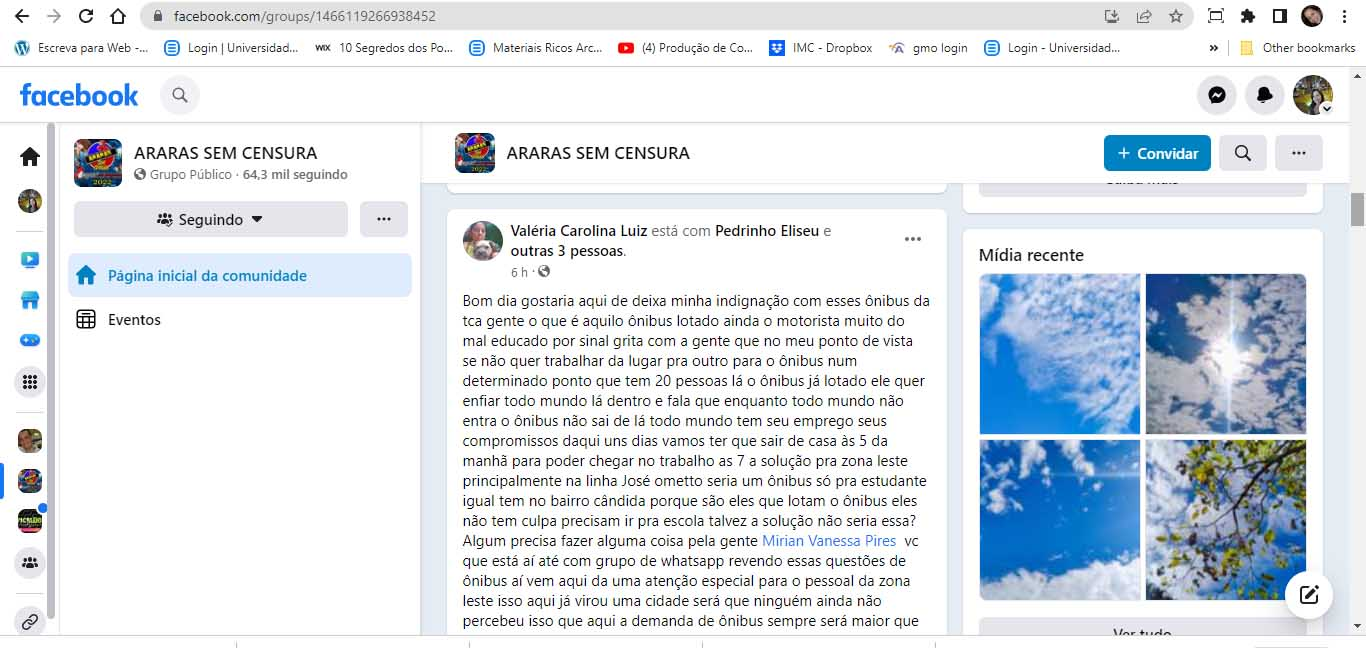 facebook.com/groups/1466119266938452
Escreva para Web -...
Login | Universidad...
WIX 10 Segredos dos Po...
Materiais Ricos Arc...
(4) Produção de Co...
IMC - Dropbox
gmo login
Login - Universidad...
»
Other bookmarks
facebook
ARARAS SEM CENSURA
Grupo Público · 64,3 mil seguindo
Seguindo
Página inicial da comunidade
Eventos
ARARAS SEM CENSURA
+ Convidar
Valéria Carolina Luiz está com Pedrinho Eliseu e
outras 3 pessoas.
6 h ·
Bom dia gostaria aqui de deixa minha indignação com esses ônibus da
tca gente o que é aquilo ônibus lotado ainda o motorista muito do
mal educado por sinal grita com a gente que no meu ponto de vista
se não quer trabalhar da lugar pra outro para o ônibus num
determinado ponto que tem 20 pessoas lá o ônibus já lotado ele quer
enfiar todo mundo lá dentro e fala que enquanto todo mundo não
entra o ônibus não sai de lá todo mundo tem seu emprego seus
compromissos daqui uns dias vamos ter que sair de casa às 5 da
manhã para poder chegar no trabalho as 7 a solução pra zona leste
principalmente na linha José ometto seria um ônibus só pra estudante
igual tem no bairro cândida porque são eles que lotam o ônibus eles
não tem culpa precisam ir pra escola talvez a solução não seria essa?
Algum precisa fazer alguma coisa pela gente Mirian Vanessa Pires vc
que está aí até com grupo de whatsapp revendo essas questões de
ônibus aí vem aqui da uma atenção especial para o pessoal da zona
leste isso aqui já virou uma cidade será que ninguém ainda não
percebeu isso que aqui a demanda de ônibus sempre será maior que
Saiba mais
Mídia recente
Ver tudo